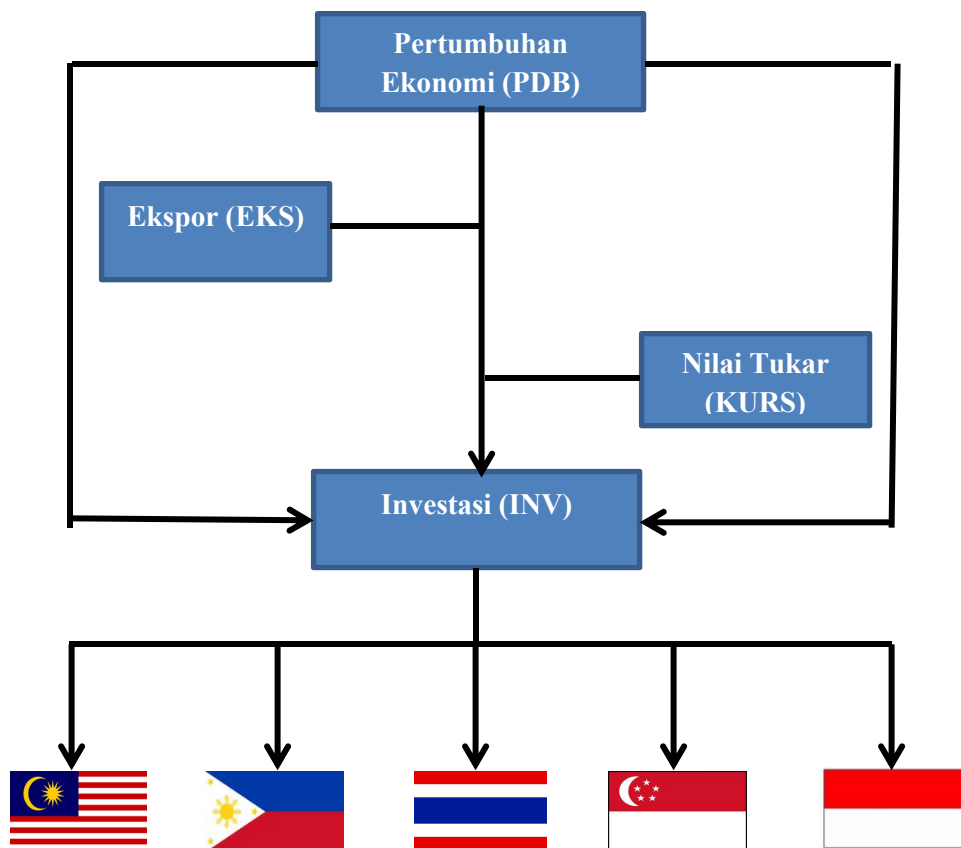 Pertumbuhan
Ekonomi (PDB)
Ekspor (EKS)
Nilai Tukar
(KURS)
Investasi (INV)